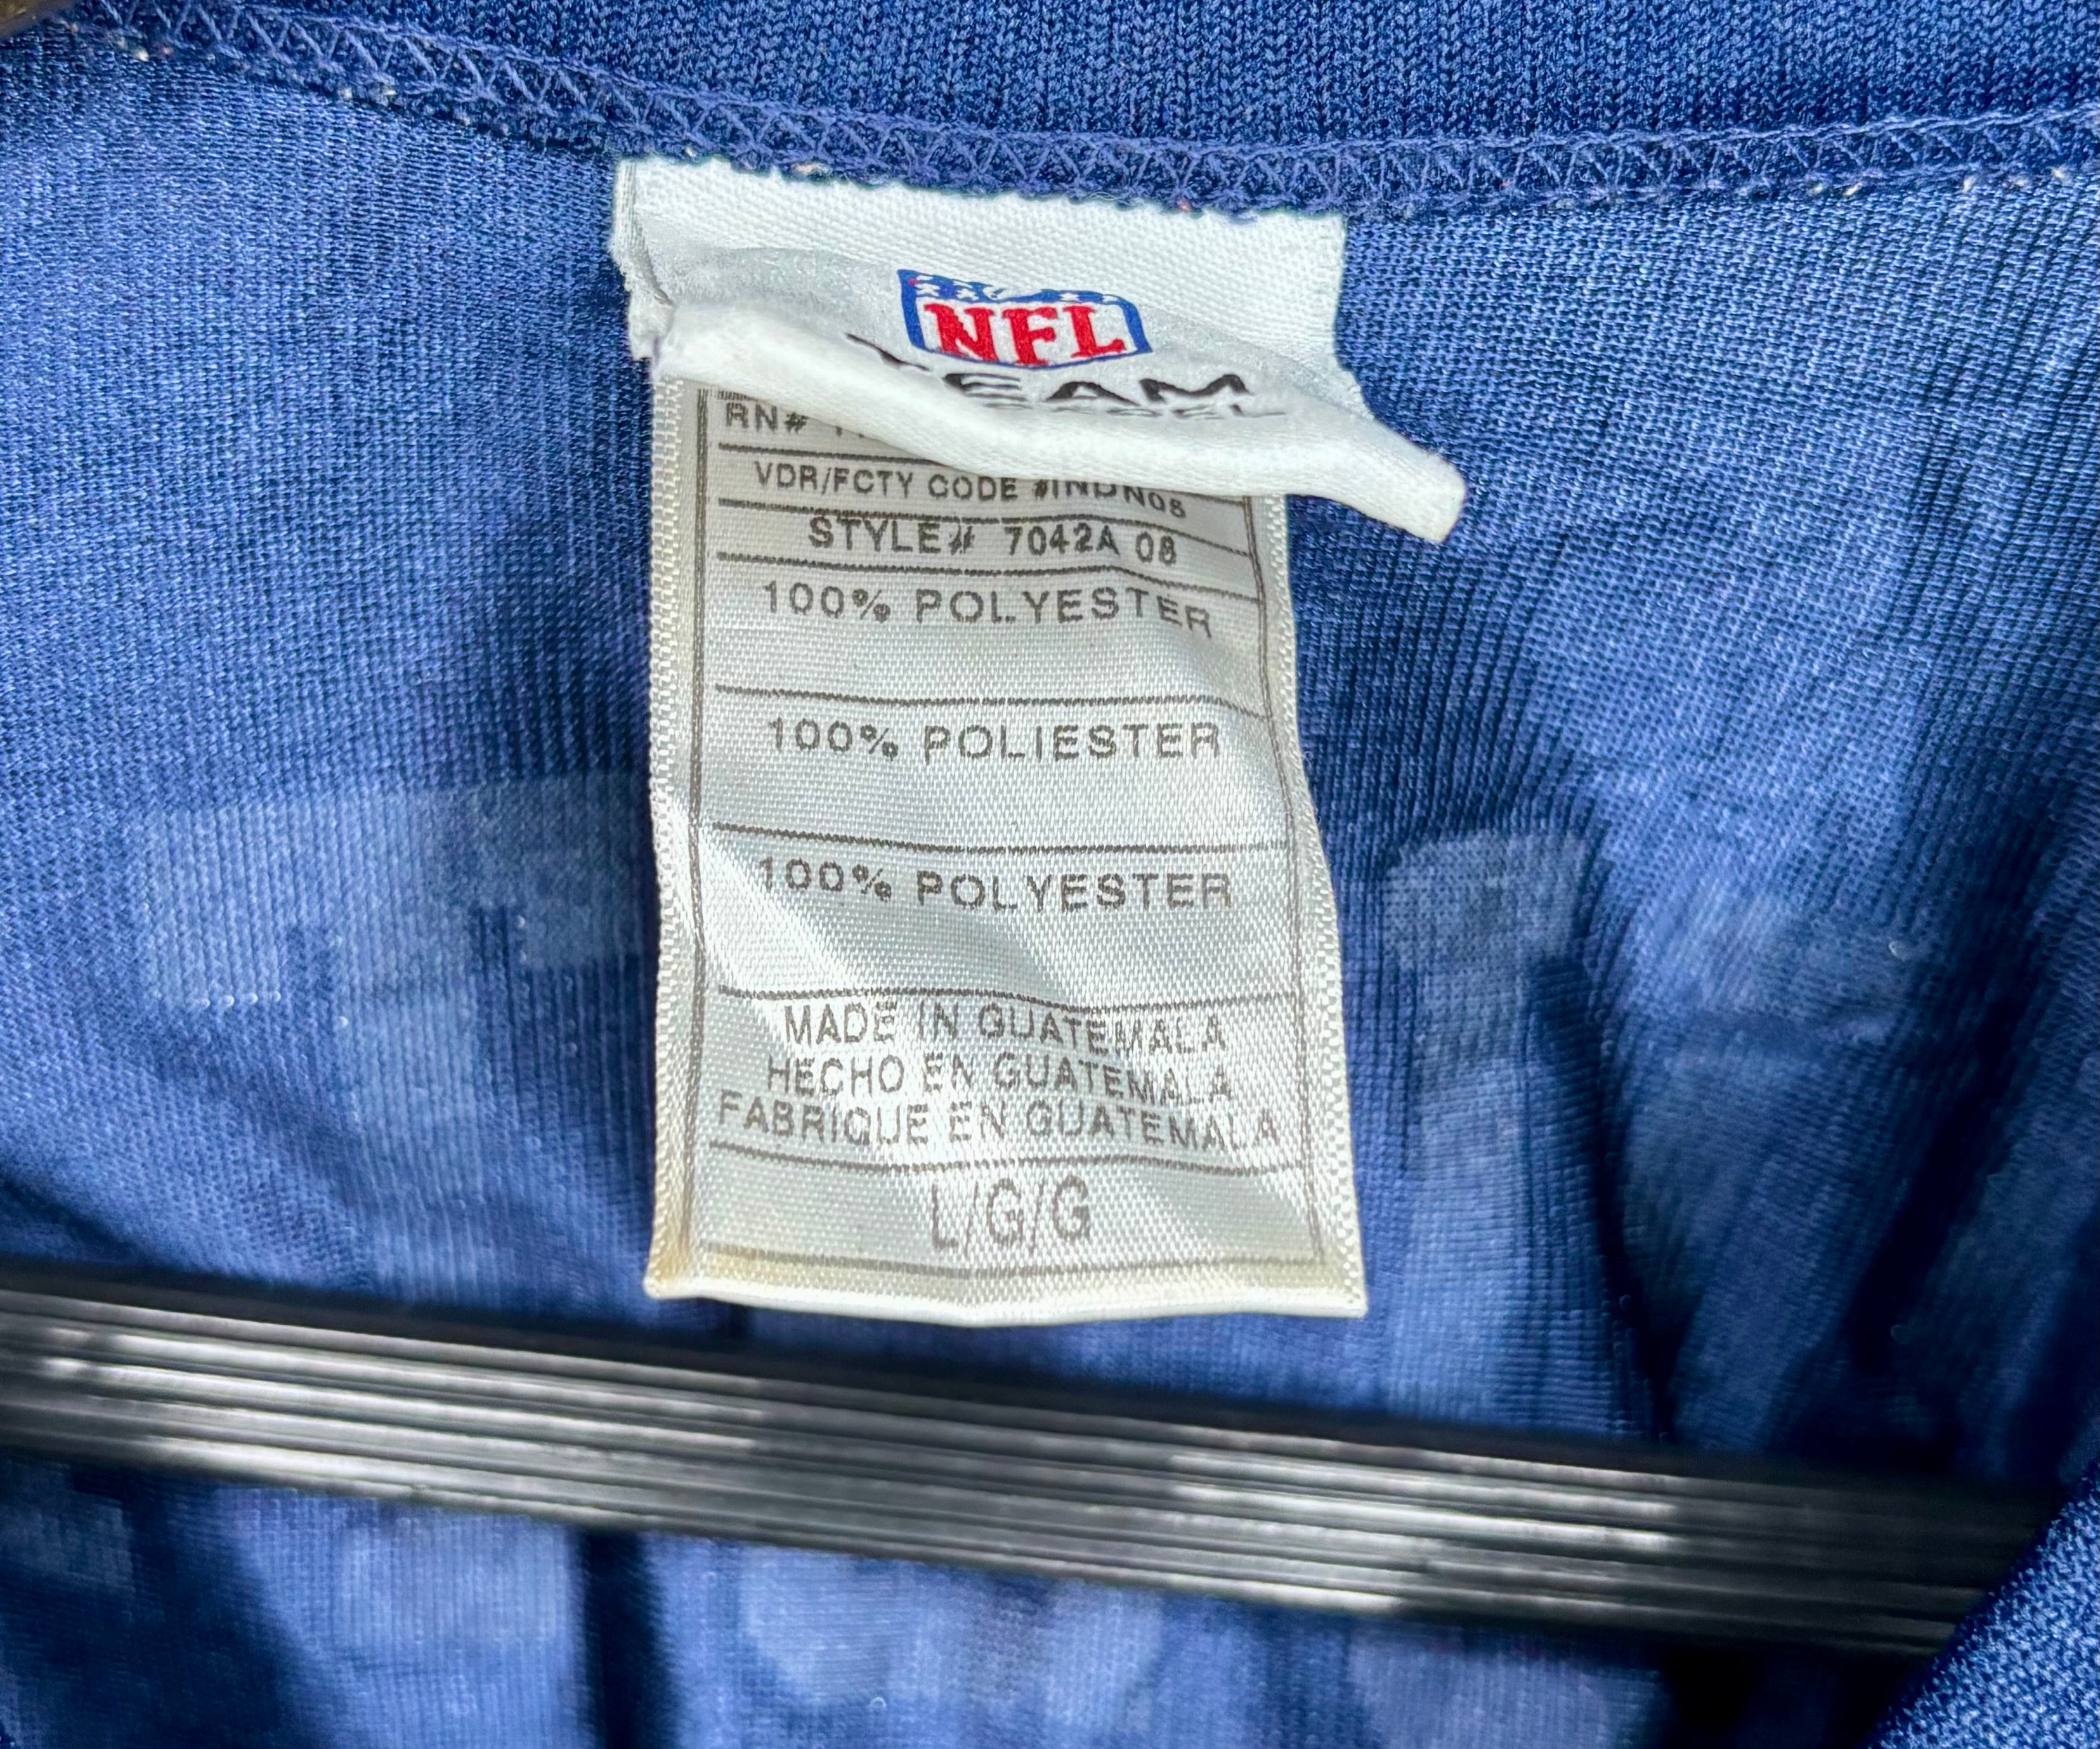 NFL
TEAM
RN#
VDR/FCTY CODE #INDN08
STYLE# 7042A 08
100% POLYESTER
100% POLIESTER
100% POLYESTER
MADE IN GUATEMALA
HECHO EN GUATEMALA
FABRIQUE EN GUATEMALA
L/G/G